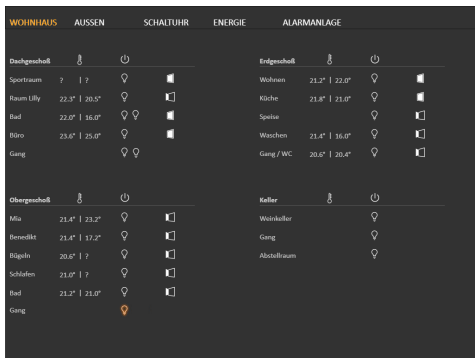 WOHNHAUS AUSSEN SCHALTUHR ENERGIE ALARMANLAGE
Dachgeschoß
Sportraum ? | ?
Raum Lilly 22.3° | 20.5°
Bad 22.0° | 16.0°
Büro 23.6° | 25.0°
Gang
Erdgeschoß
Wohnen 21.2° | 22.0°
Küche 21.8° | 21.0°
Speise
Waschen 21.4° | 16.0°
Gang / WC 20.6° | 20.4°
Obergeschoß
Mia 21.4° | 23.2°
Benedikt 21.4° | 17.2°
Bügeln 20.6° | ?
Schlafen 21.0° | ?
Bad 21.2° | 21.0°
Gang
Keller
Weinkeller
Gang
Abstellraum